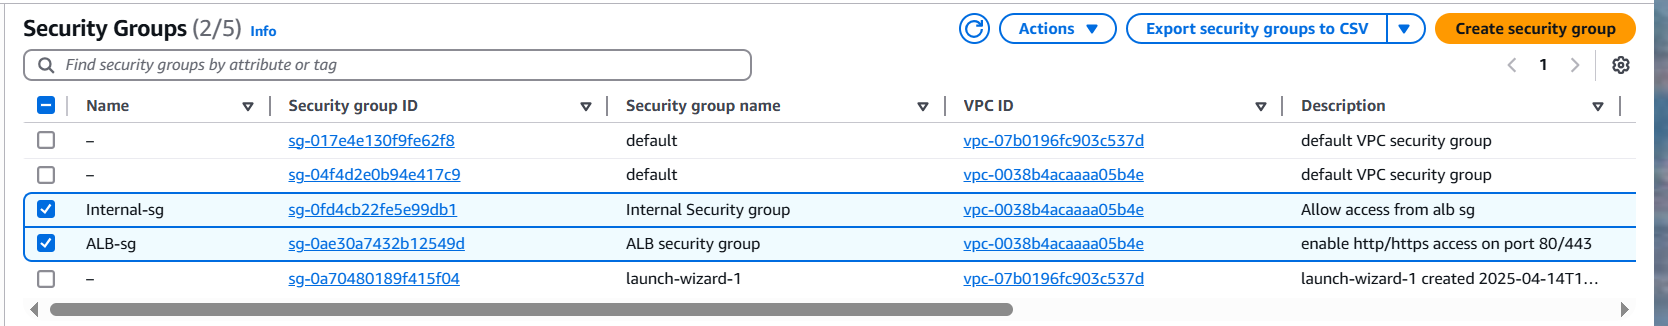 Security Groups (2/5) Info Actions Export security groups to CSV Create security group
Find security groups by attribute or tag 1
Name Security group ID Security group name VPC ID Description
– sg-017e4e130f9fe62f8 default vpc-07b0196fc903c537d default VPC security group
– sg-04f4d2e0b94e417c9 default vpc-0038b4acaaaa05b4e default VPC security group
Internal-sg sg-0fd4cb22fe5e99db1 Internal Security group vpc-0038b4acaaaa05b4e Allow access from alb sg
ALB-sg sg-0ae30a7432b12549d ALB security group vpc-0038b4acaaaa05b4e enable http/https access on port 80/443
– sg-0a70480189f415f04 launch-wizard-1 vpc-07b0196fc903c537d launch-wizard-1 created 2025-04-14T1...